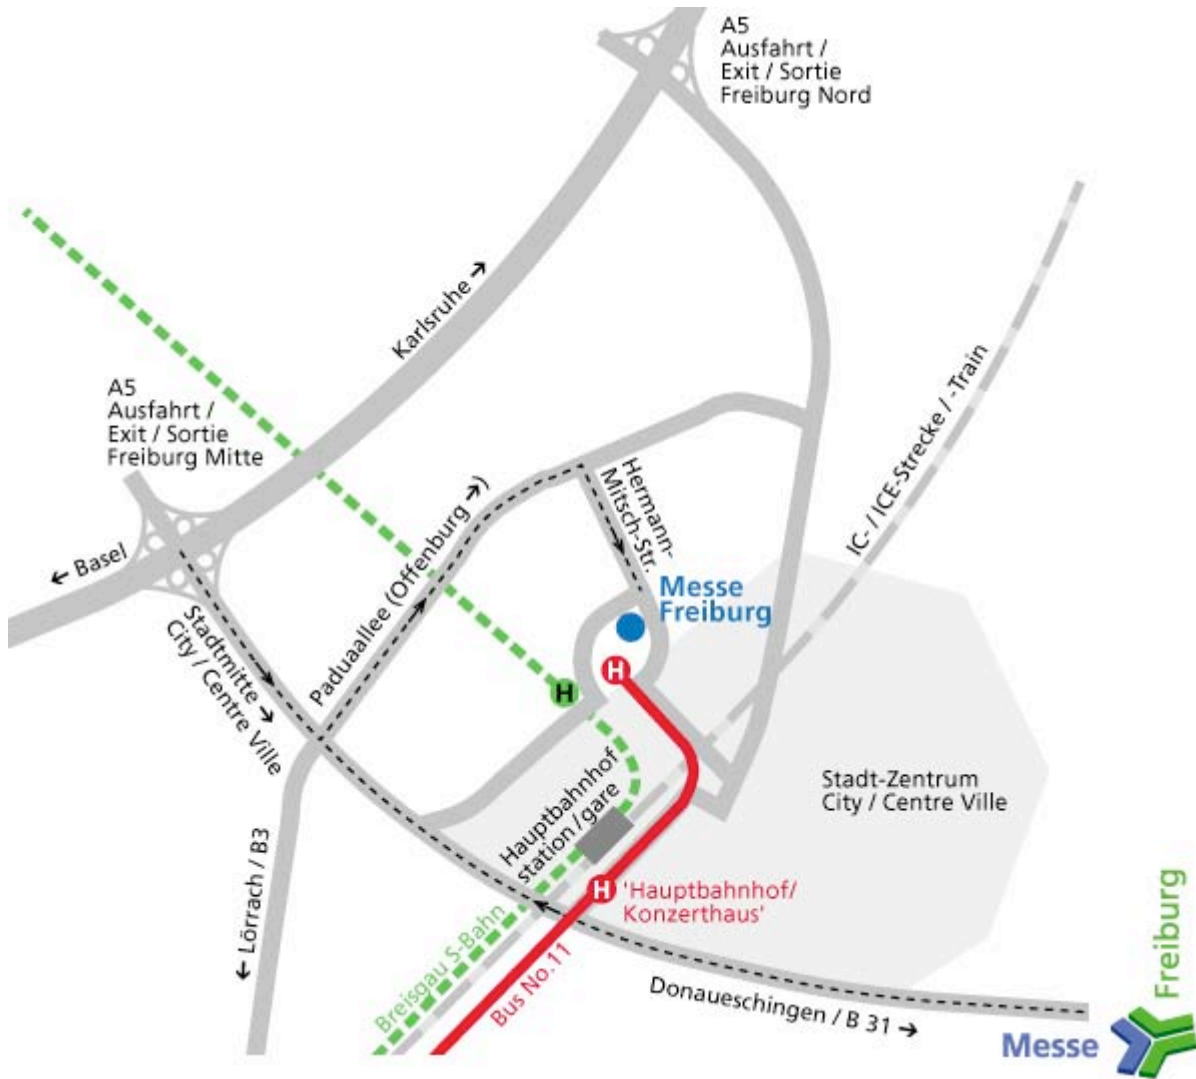 A5
Ausfahrt /
Exit / Sortie
Freiburg Nord
Karlsruhe →
A5
Ausfahrt /
Exit / Sortie
Freiburg Mitte
← Basel
Stadtmitte →
City / Centre Ville
Paduaallee (Offenburg →)
Hermann-
Mitsch-Str.
IC- / ICE-Strecke / -Train
Messe
Freiburg
H
H
Hauptbahnhof
station / gare
Stadt-Zentrum
City / Centre Ville
← Lörrach / B3
H
'Hauptbahnhof/
Konzerthaus'
Breisgau S-Bahn
Bus No.11
Donaueschingen / B 31 →
Messe
Freiburg